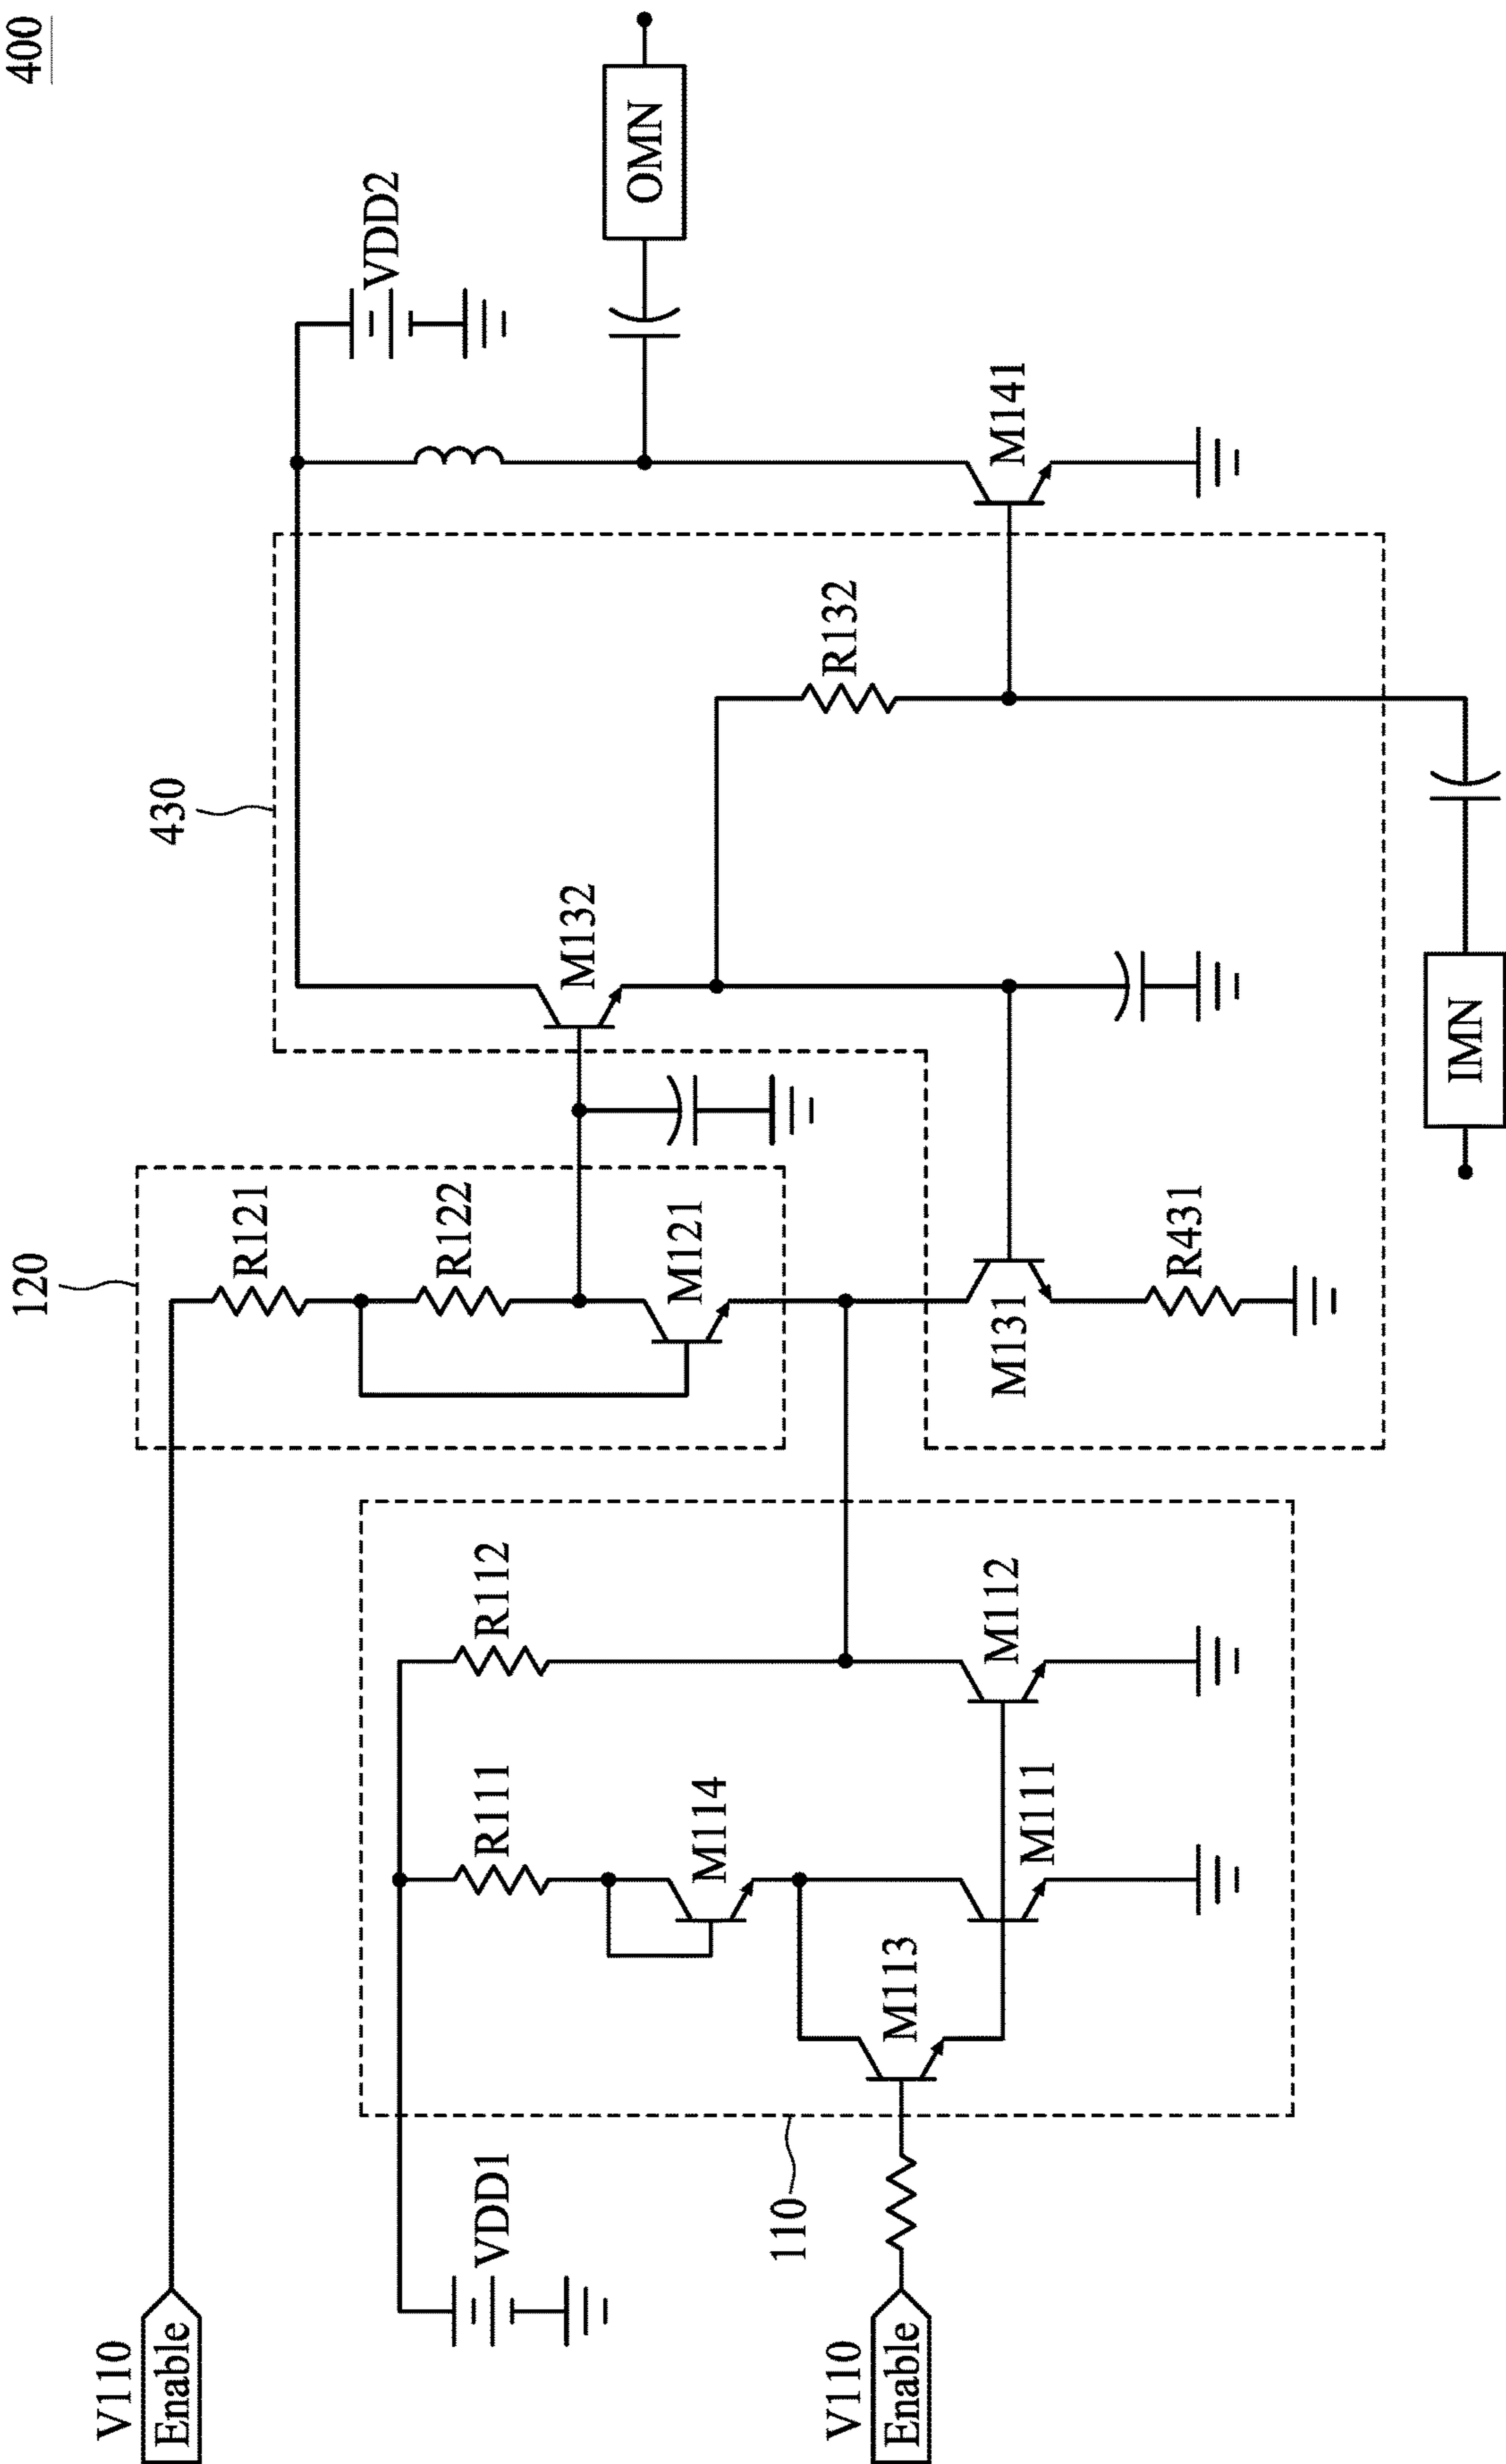 400
V110
Enable
120
R121
R122
M121
430
M132
R132
VDD2
OMN
M141
VDD1
R111
R112
M114
M113
M111
M112
110
V110
Enable
M131
R431
IMN